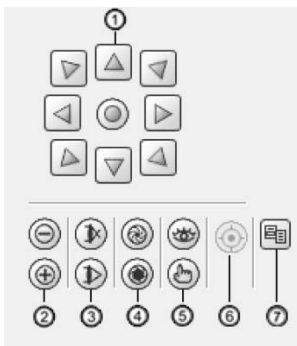 ①
② ③ ④ ⑤ ⑥ ⑦